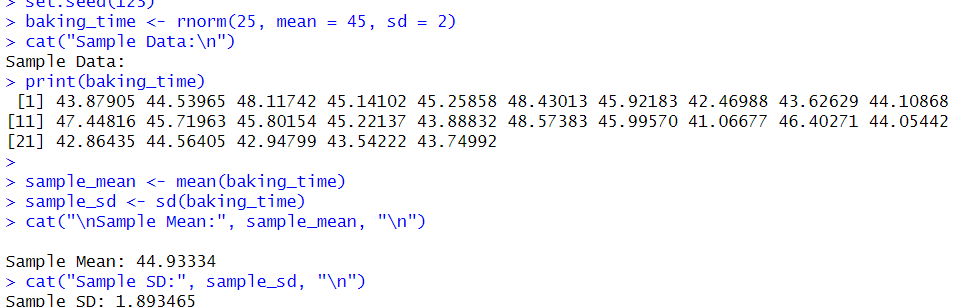 > set.seed(123)
> baking_time <- rnorm(25, mean = 45, sd = 2)
> cat("Sample Data:\n")
Sample Data:
> print(baking_time)
 [1] 43.87905 44.53965 48.11742 45.14102 45.25858 48.43013 45.92183 42.46988 43.62629 44.10868
[11] 47.44816 45.71963 45.80154 45.22137 43.88832 48.57383 45.99570 41.06677 46.40271 44.05442
[21] 42.86435 44.56405 42.94799 43.54222 43.74992
>
> sample_mean <- mean(baking_time)
> sample_sd <- sd(baking_time)
> cat("\nSample Mean:", sample_mean, "\n")

Sample Mean: 44.93334
> cat("Sample SD:", sample_sd, "\n")
Sample SD: 1.893465